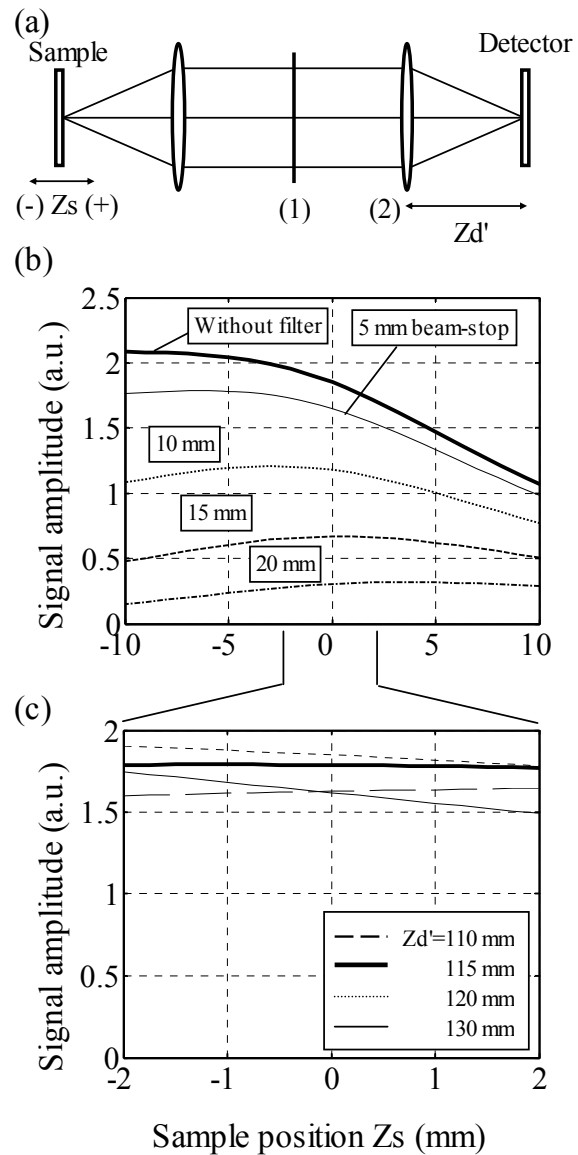 (a)
Sample
Detector
(-) Zs (+)
(1)
(2)
Zd'
(b)
Signal amplitude (a.u.)
2.5
2
1.5
1
0.5
0
Without filter
5 mm beam-stop
10 mm
15 mm
20 mm
-10
-5
0
5
10
(c)
Signal amplitude (a.u.)
2
1.5
1
0.5
0
Zd'=110 mm
115 mm
120 mm
130 mm
-2
-1
0
1
2
Sample position Zs (mm)